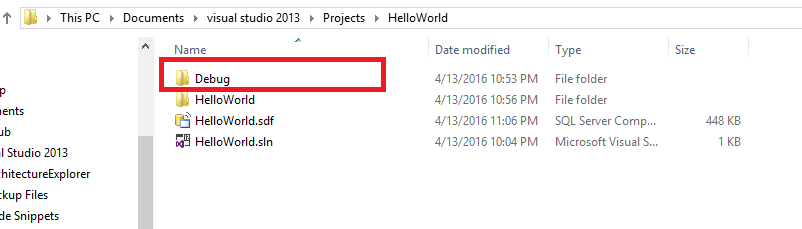 This PC Documents visual studio 2013 Projects HelloWorld
Name Date modified Type Size
Debug 4/13/2016 10:53 PM File folder
HelloWorld 4/13/2016 10:56 PM File folder
HelloWorld.sdf 4/13/2016 11:06 PM SQL Server Comp... 448 KB
HelloWorld.sln 4/13/2016 10:04 PM Microsoft Visual S... 1 KB
p
ments
ub
al Studio 2013
chitectureExplorer
ckup Files
de Snippets